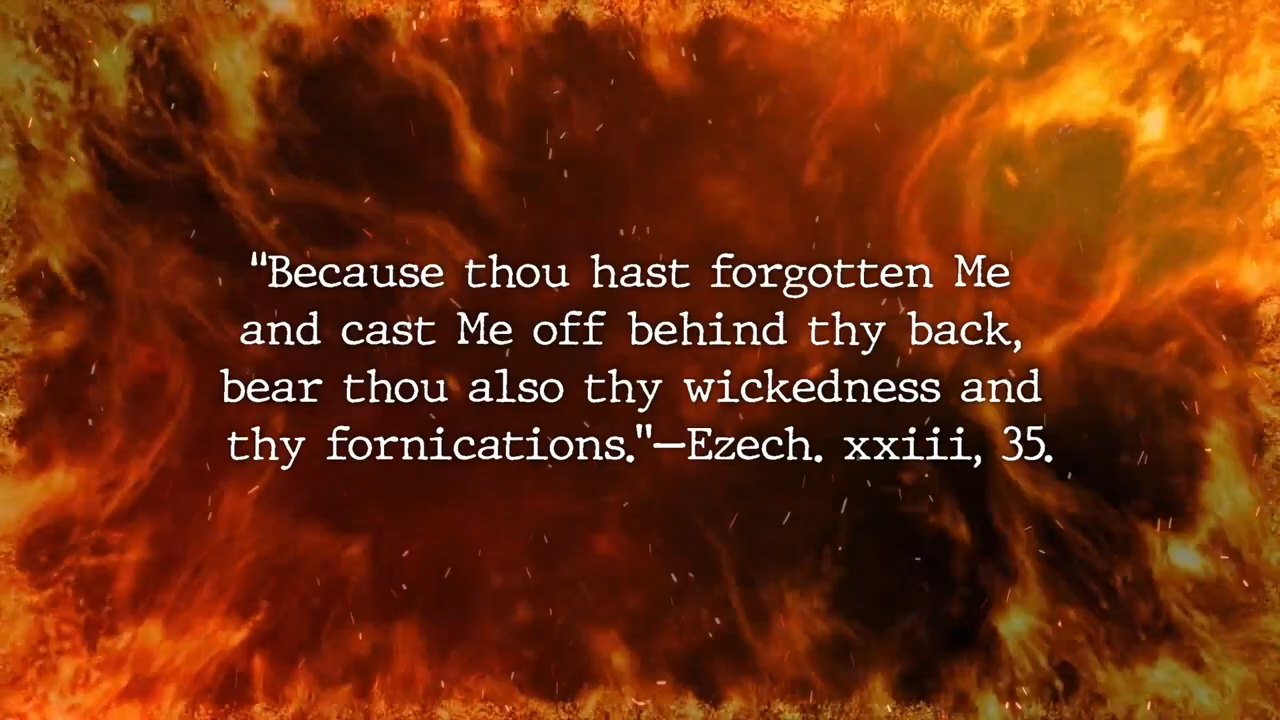 "Because thou hast forgotten Me
and cast Me off behind thy back,
bear thou also thy wickedness and
thy fornications."—Ezech. xxiii, 35.